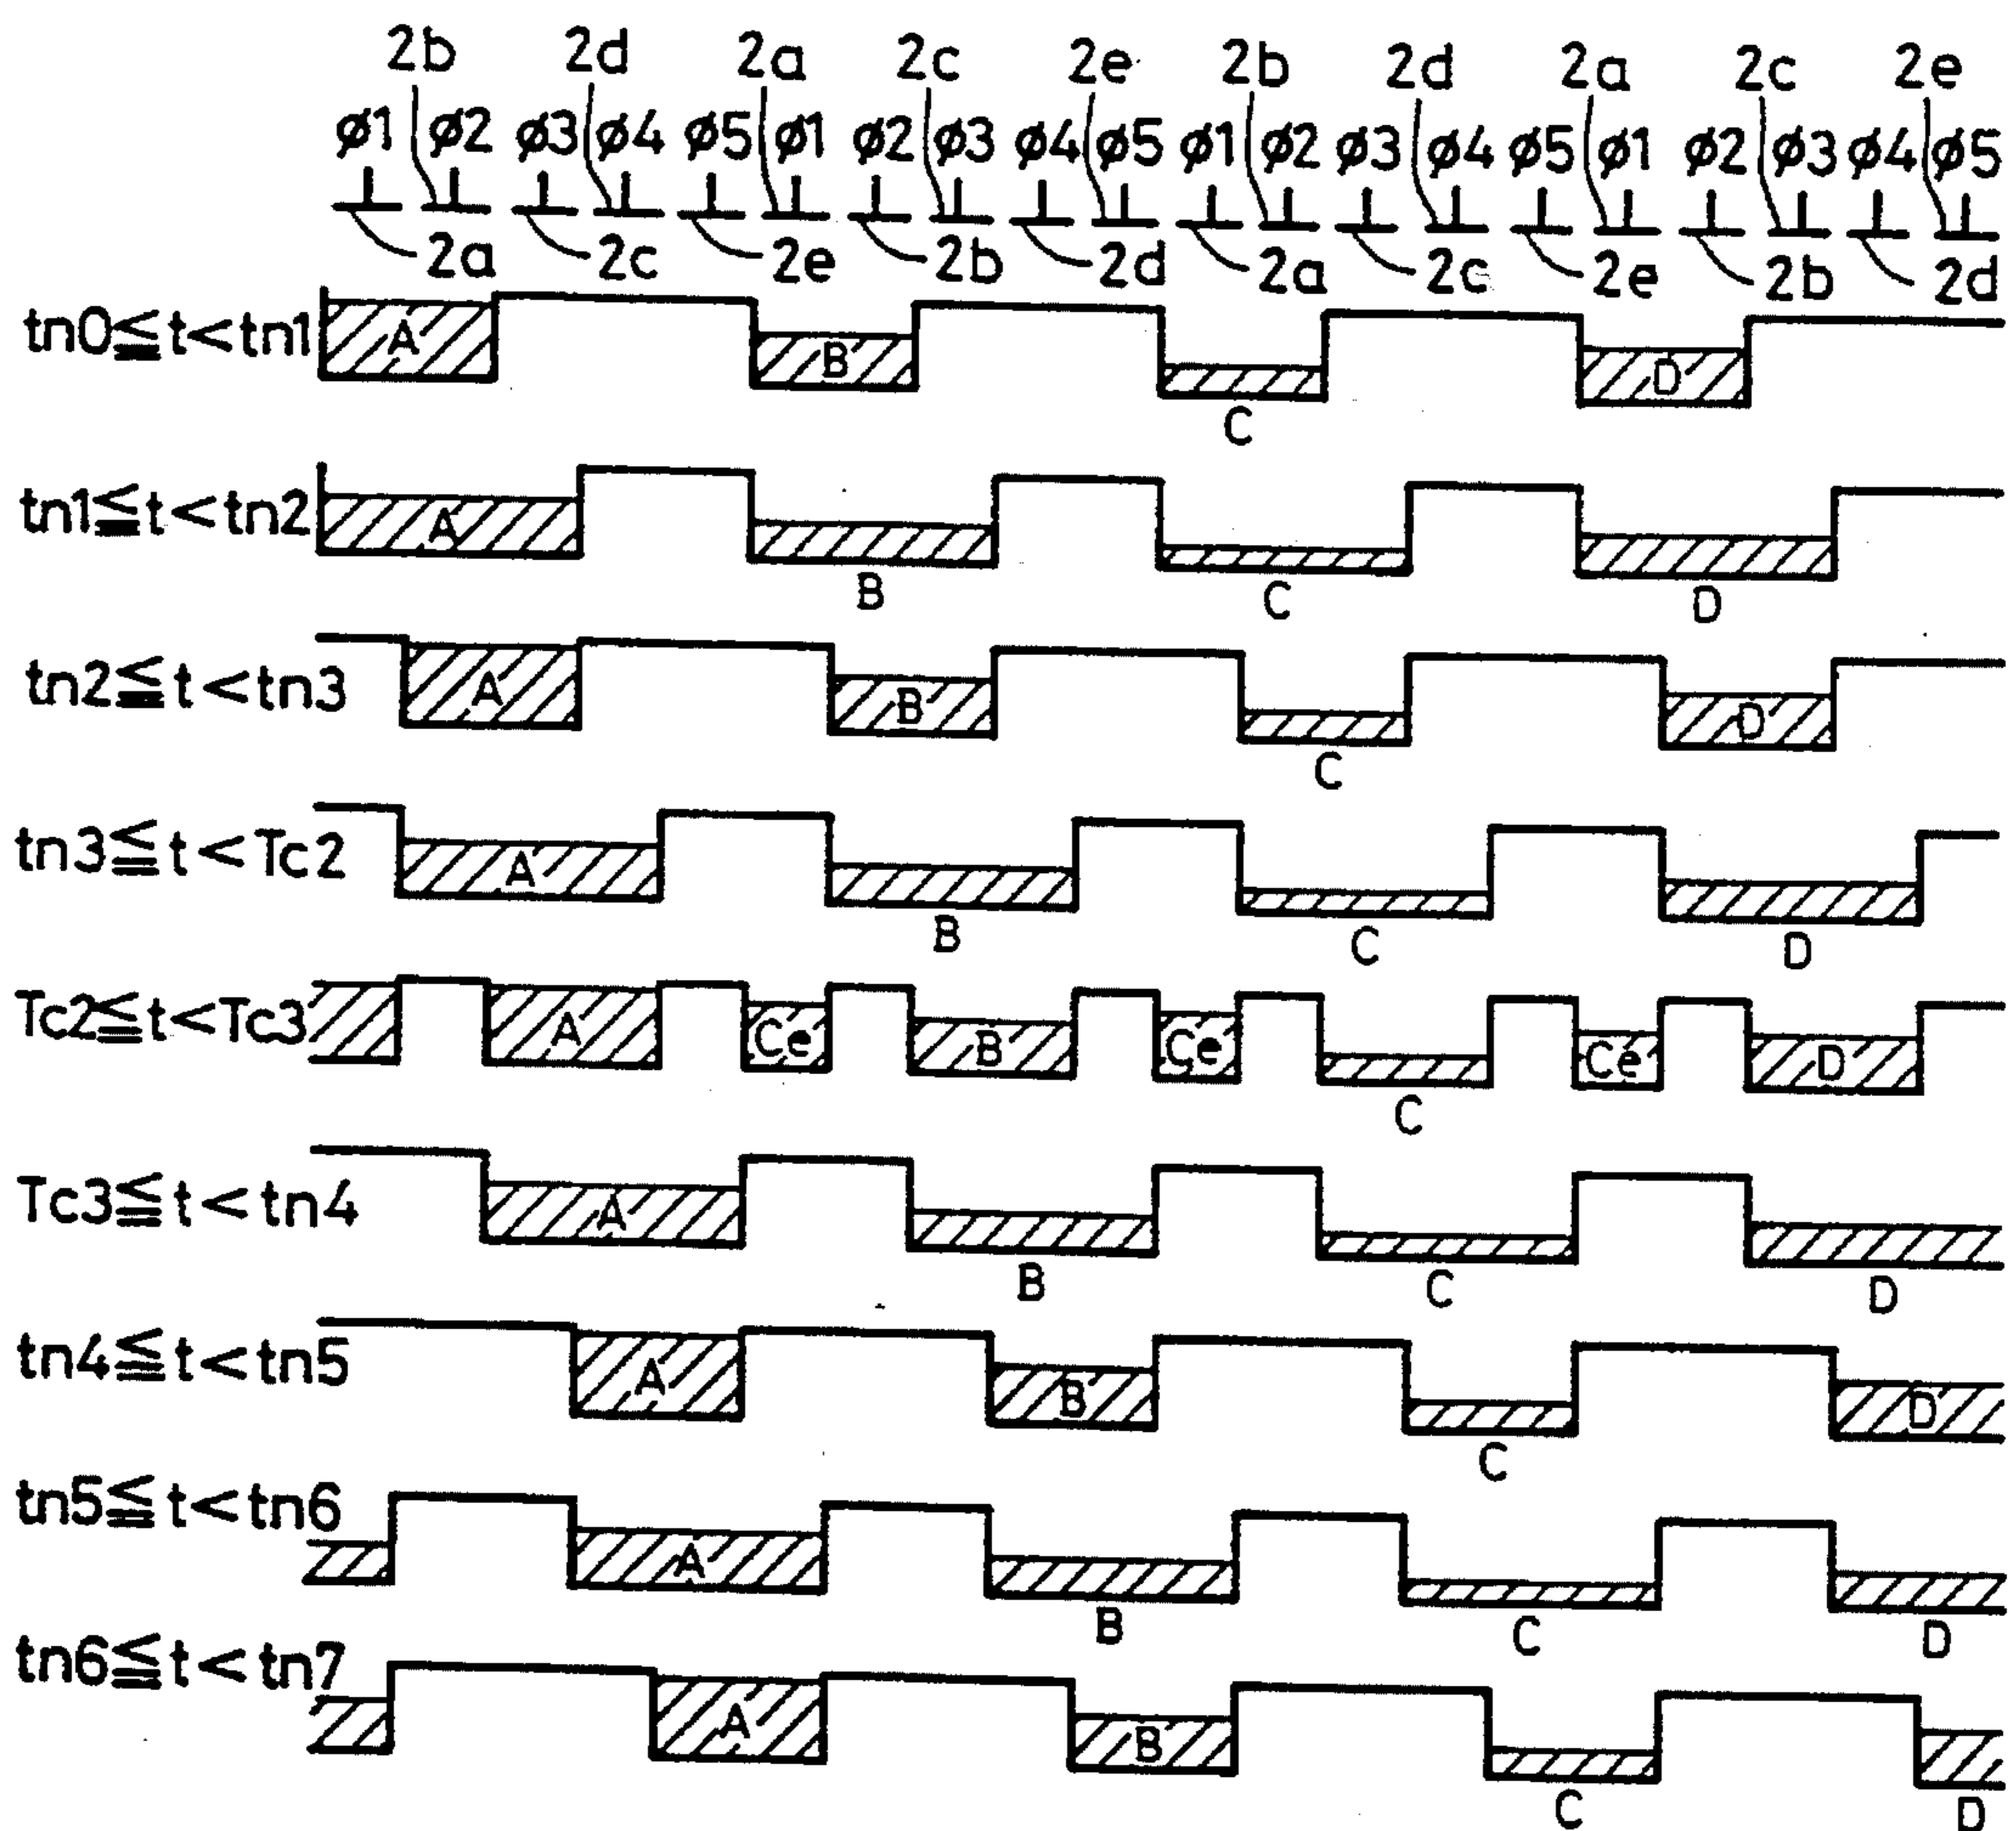 2b 2d 2a 2c 2e 2b 2d 2a 2c 2e
ø1 ø2 ø3 ø4 ø5 ø1 ø2 ø3 ø4 ø5 ø1 ø2 ø3 ø4 ø5 ø1 ø2 ø3 ø4 ø5
2a 2c 2e 2b 2d 2a 2c 2e 2b 2d
tn0≦t<tn1 A B C D
tn1≦t<tn2 A B C D
tn2≦t<tn3 A B C D
tn3≦t<Tc2 A B C D
Tc2≦t<Tc3 A Ce B Ce C Ce D
Tc3≦t<tn4 A B C D
tn4≦t<tn5 A B C D
tn5≦t<tn6 A B C D
tn6≦t<tn7 A B C D